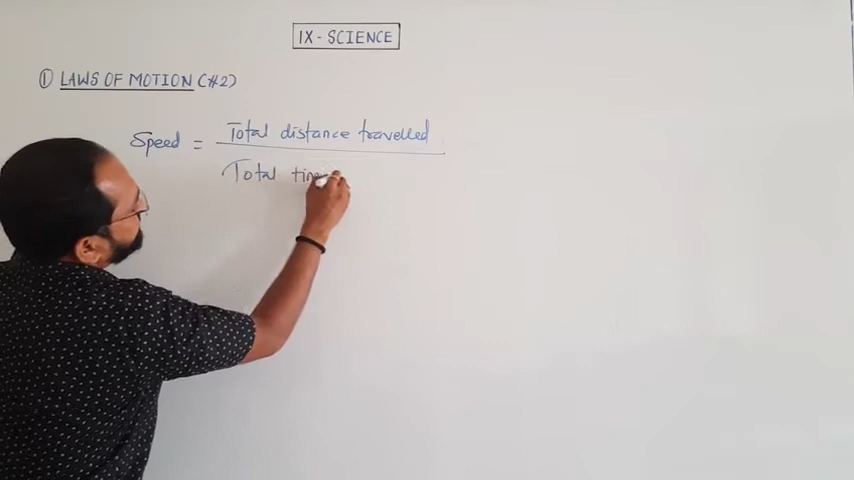 IX - SCIENCE
① LAWS OF MOTION (#2)
Speed = Total distance travelled
Total